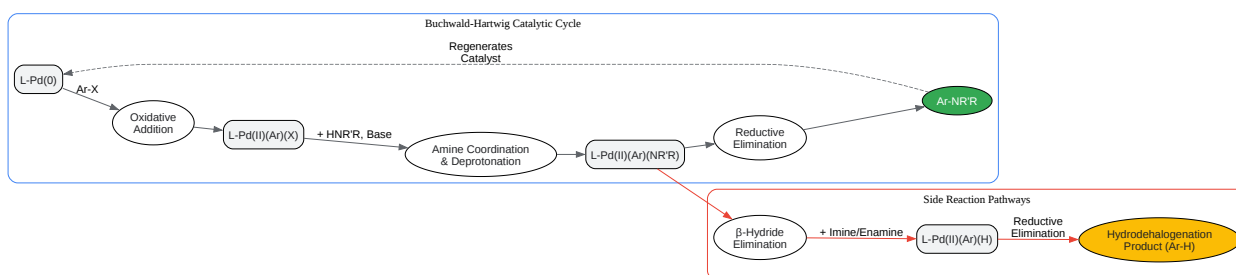 Buchwald-Hartwig Catalytic Cycle
Regenerates
Catalyst
L-Pd(0)
Ar-X
Oxidative
Addition
L-Pd(II)(Ar)(X)
+ HNR'R, Base
Amine Coordination
& Deprotonation
L-Pd(II)(Ar)(NR'R)
Reductive
Elimination
Ar-NR'R
Side Reaction Pathways
β-Hydride
Elimination
+ Imine/Enamine
L-Pd(II)(Ar)(H)
Reductive
Elimination
Hydrodehalogenation
Product (Ar-H)